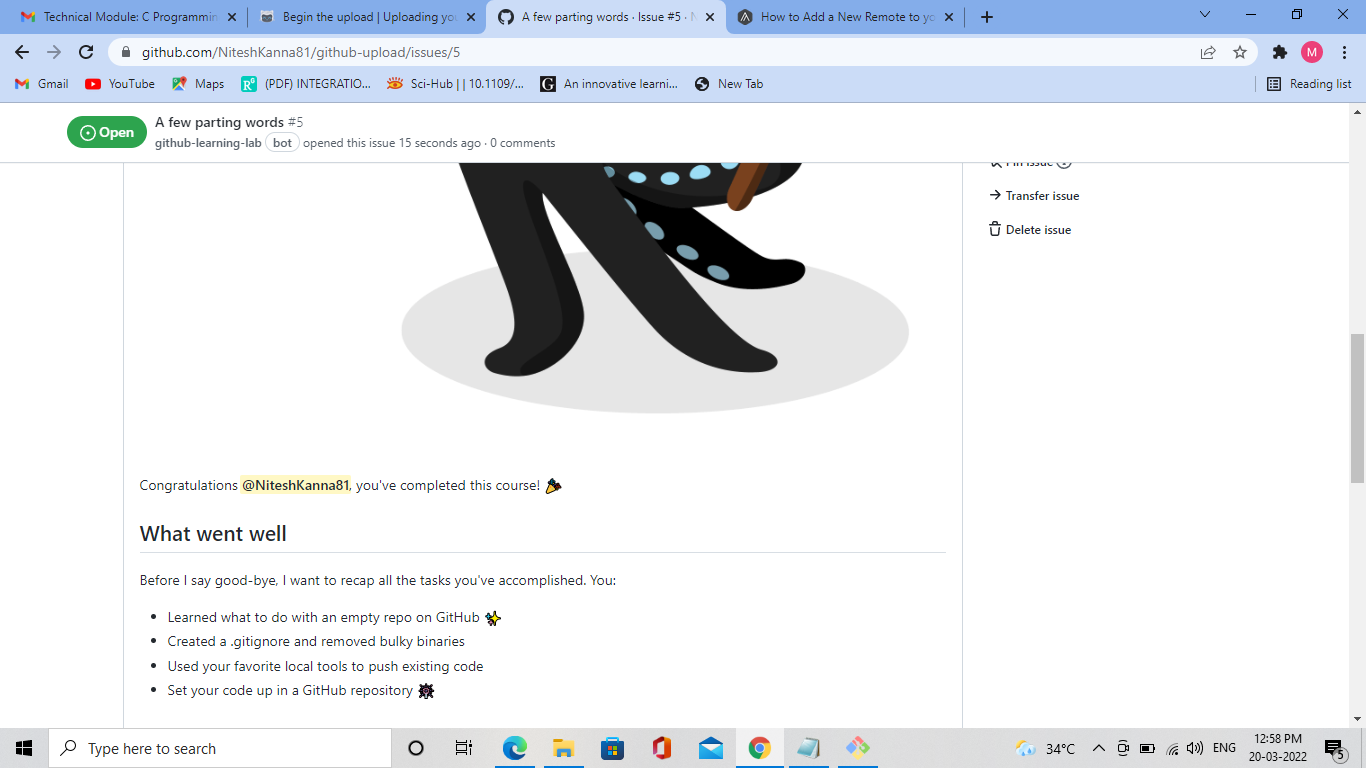 Technical Module: C Programmin
Begin the upload | Uploading you
A few parting words · Issue #5 · N
How to Add a New Remote to yo
github.com/NiteshKanna81/github-upload/issues/5
M
Gmail
YouTube
Maps
(PDF) INTEGRATIO...
Sci-Hub | | 10.1109/...
An innovative learni...
New Tab
Reading list
Open
A few parting words #5
github-learning-lab bot opened this issue 15 seconds ago · 0 comments
Pin issue
Transfer issue
Delete issue
Congratulations @NiteshKanna81, you've completed this course!
What went well
Before I say good-bye, I want to recap all the tasks you've accomplished. You:
• Learned what to do with an empty repo on GitHub
• Created a .gitignore and removed bulky binaries
• Used your favorite local tools to push existing code
• Set your code up in a GitHub repository
Type here to search
34°C
ENG
12:58 PM
20-03-2022
5